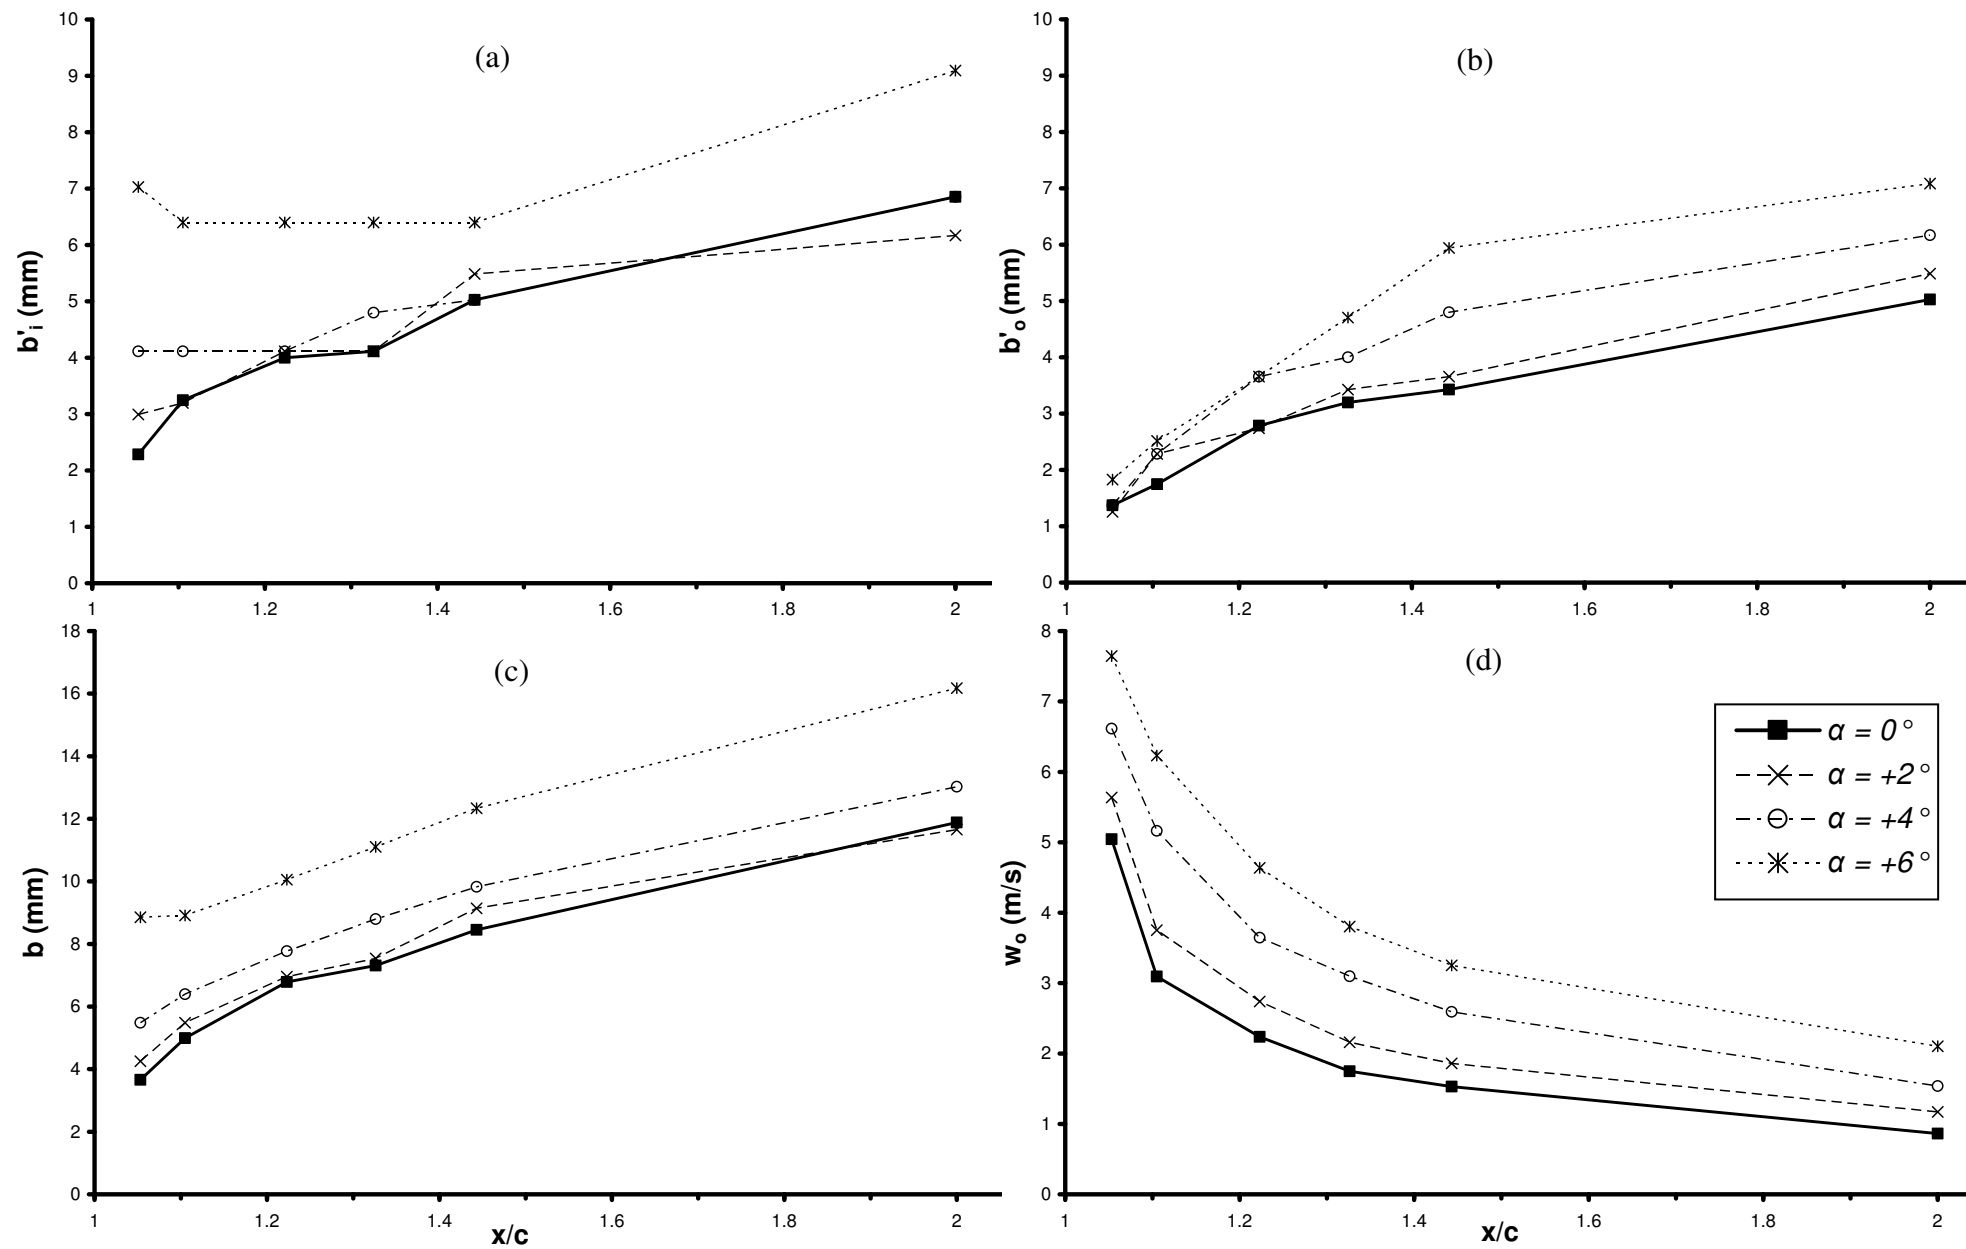 (a)
10
9
8
7
6
5
4
3
2
1
0
b'i (mm)
1 1.2 1.4 1.6 1.8 2
(b)
10
9
8
7
6
5
4
3
2
1
0
b'o (mm)
1 1.2 1.4 1.6 1.8 2
(c)
18
16
14
12
10
8
6
4
2
0
b (mm)
1 1.2 1.4 1.6 1.8 2
x/c
(d)
8
7
6
5
4
3
2
1
0
wo (m/s)
α = 0°
α = +2°
α = +4°
α = +6°
1 1.2 1.4 1.6 1.8 2
x/c